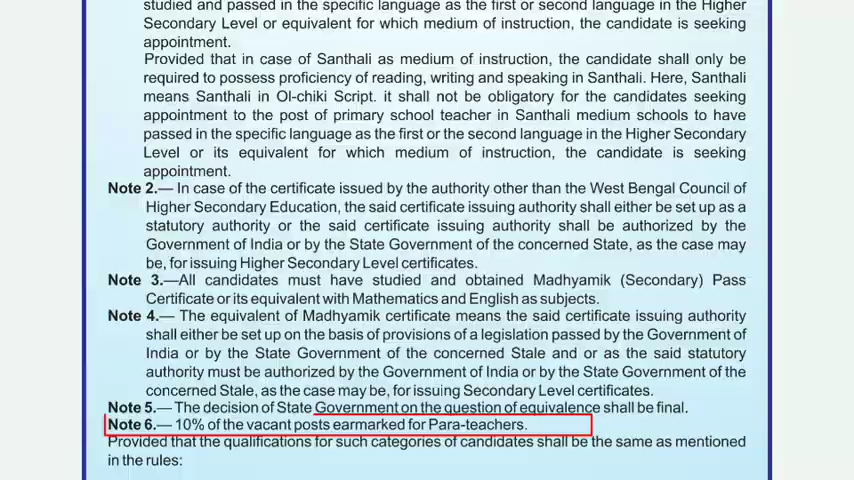 studied and passed in the specific language as the first or second language in the Higher
Secondary Level or equivalent for which medium of instruction, the candidate is seeking
appointment.
Provided that in case of Santhali as medium of instruction, the candidate shall only be
required to possess proficiency of reading, writing and speaking in Santhali. Here, Santhali
means Santhali in Ol-chiki Script. it shall not be obligatory for the candidates seeking
appointment to the post of primary school teacher in Santhali medium schools to have
passed in the specific language as the first or the second language in the Higher Secondary
Level or its equivalent for which medium of instruction, the candidate is seeking
appointment.
Note 2.— In case of the certificate issued by the authority other than the West Bengal Council of
Higher Secondary Education, the said certificate issuing authority shall either be set up as a
statutory authority or the said certificate issuing authority shall be authorized by the
Government of India or by the State Government of the concerned State, as the case may
be, for issuing Higher Secondary Level certificates.
Note 3.—All candidates must have studied and obtained Madhyamik (Secondary) Pass
Certificate or its equivalent with Mathematics and English as subjects.
Note 4.— The equivalent of Madhyamik certificate means the said certificate issuing authority
shall either be set up on the basis of provisions of a legislation passed by the Government of
India or by the State Government of the concerned Stale and or as the said statutory
authority must be authorized by the Government of India or by the State Government of the
concerned Stale, as the case may be, for issuing Secondary Level certificates.
Note 5.— The decision of State Government on the question of equivalence shall be final.
Note 6.— 10% of the vacant posts earmarked for Para-teachers.
Provided that the qualifications for such categories of candidates shall be the same as mentioned
in the rules: